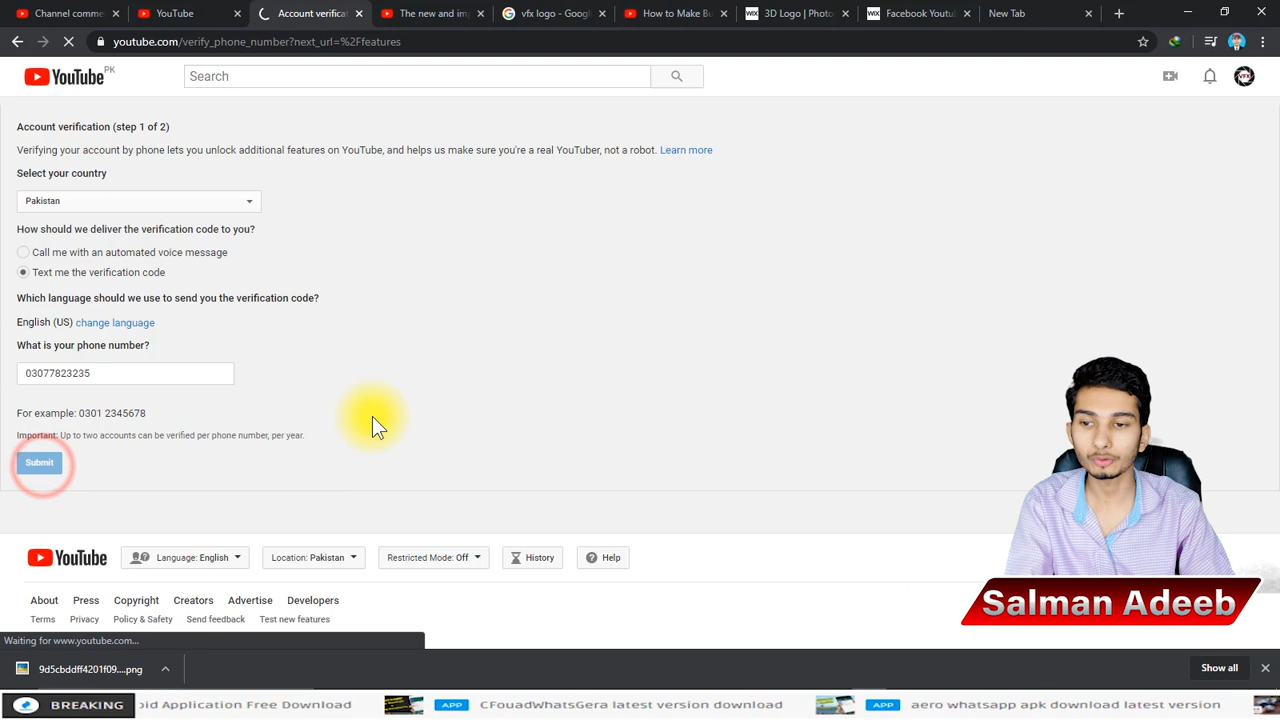 Channel comme
YouTube
Account verificat
The new and imp
vfx logo - Googl
How to Make Bu
WIX
3D Logo | Photo
WIX
Facebook Youtu
New Tab
youtube.com/verify_phone_number?next_url=%2Ffeatures
YouTube PK
Search
VFX
Account verification (step 1 of 2)
Verifying your account by phone lets you unlock additional features on YouTube, and helps us make sure you're a real YouTuber, not a robot. Learn more
Select your country
Pakistan
How should we deliver the verification code to you?
Call me with an automated voice message
Text me the verification code
Which language should we use to send you the verification code?
English (US) change language
What is your phone number?
03077823235
For example: 0301 2345678
Important: Up to two accounts can be verified per phone number, per year.
Submit
Salman Adeeb
YouTube
Language: English
Location: Pakistan
Restricted Mode: Off
History
Help
About Press Copyright Creators Advertise Developers
Terms Privacy Policy & Safety Send feedback Test new features
Waiting for www.youtube.com...
9d5cbddff4201f09....png
Show all
BREAKING
oid Application Free Download
APP
CFouadWhatsGera latest version download
APP
aero whatsapp apk download latest version